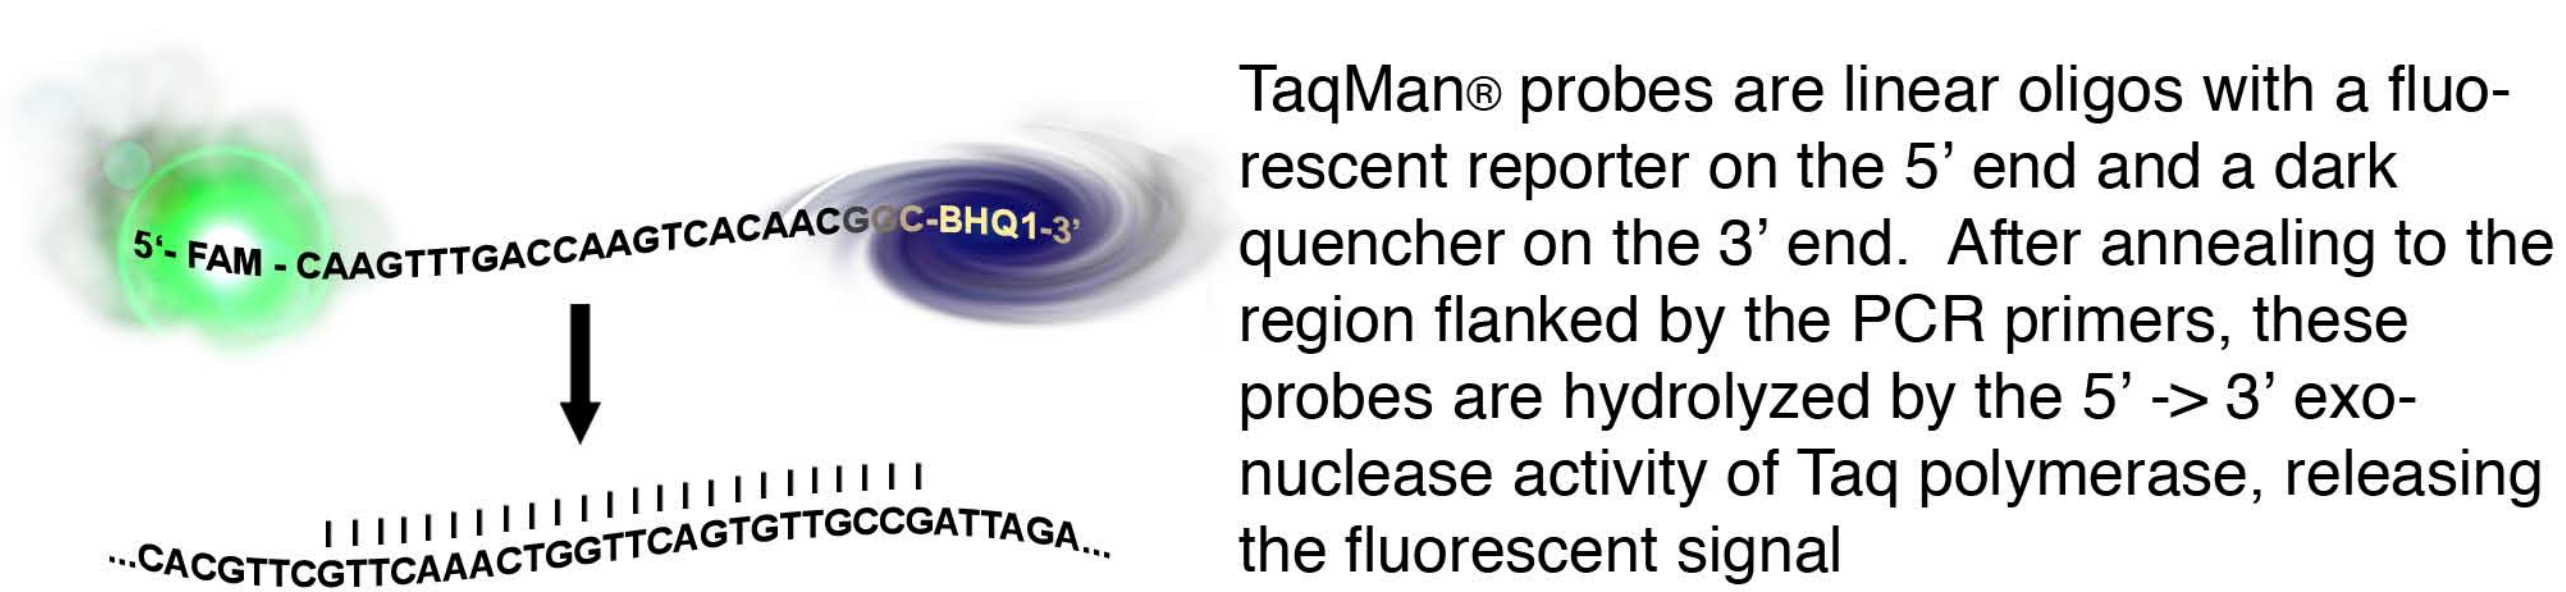 5‘- FAM - CAAGTTTGACCAAGTCACAACGGC-BHQ1-3’
...CACGTTCGTTCAAACTGGTTCAGTGTTGCCGATTAGA...
TaqMan® probes are linear oligos with a fluo-
rescent reporter on the 5’ end and a dark
quencher on the 3’ end.  After annealing to the
region flanked by the PCR primers, these
probes are hydrolyzed by the 5’ -> 3’ exo-
nuclease activity of Taq polymerase, releasing
the fluorescent signal